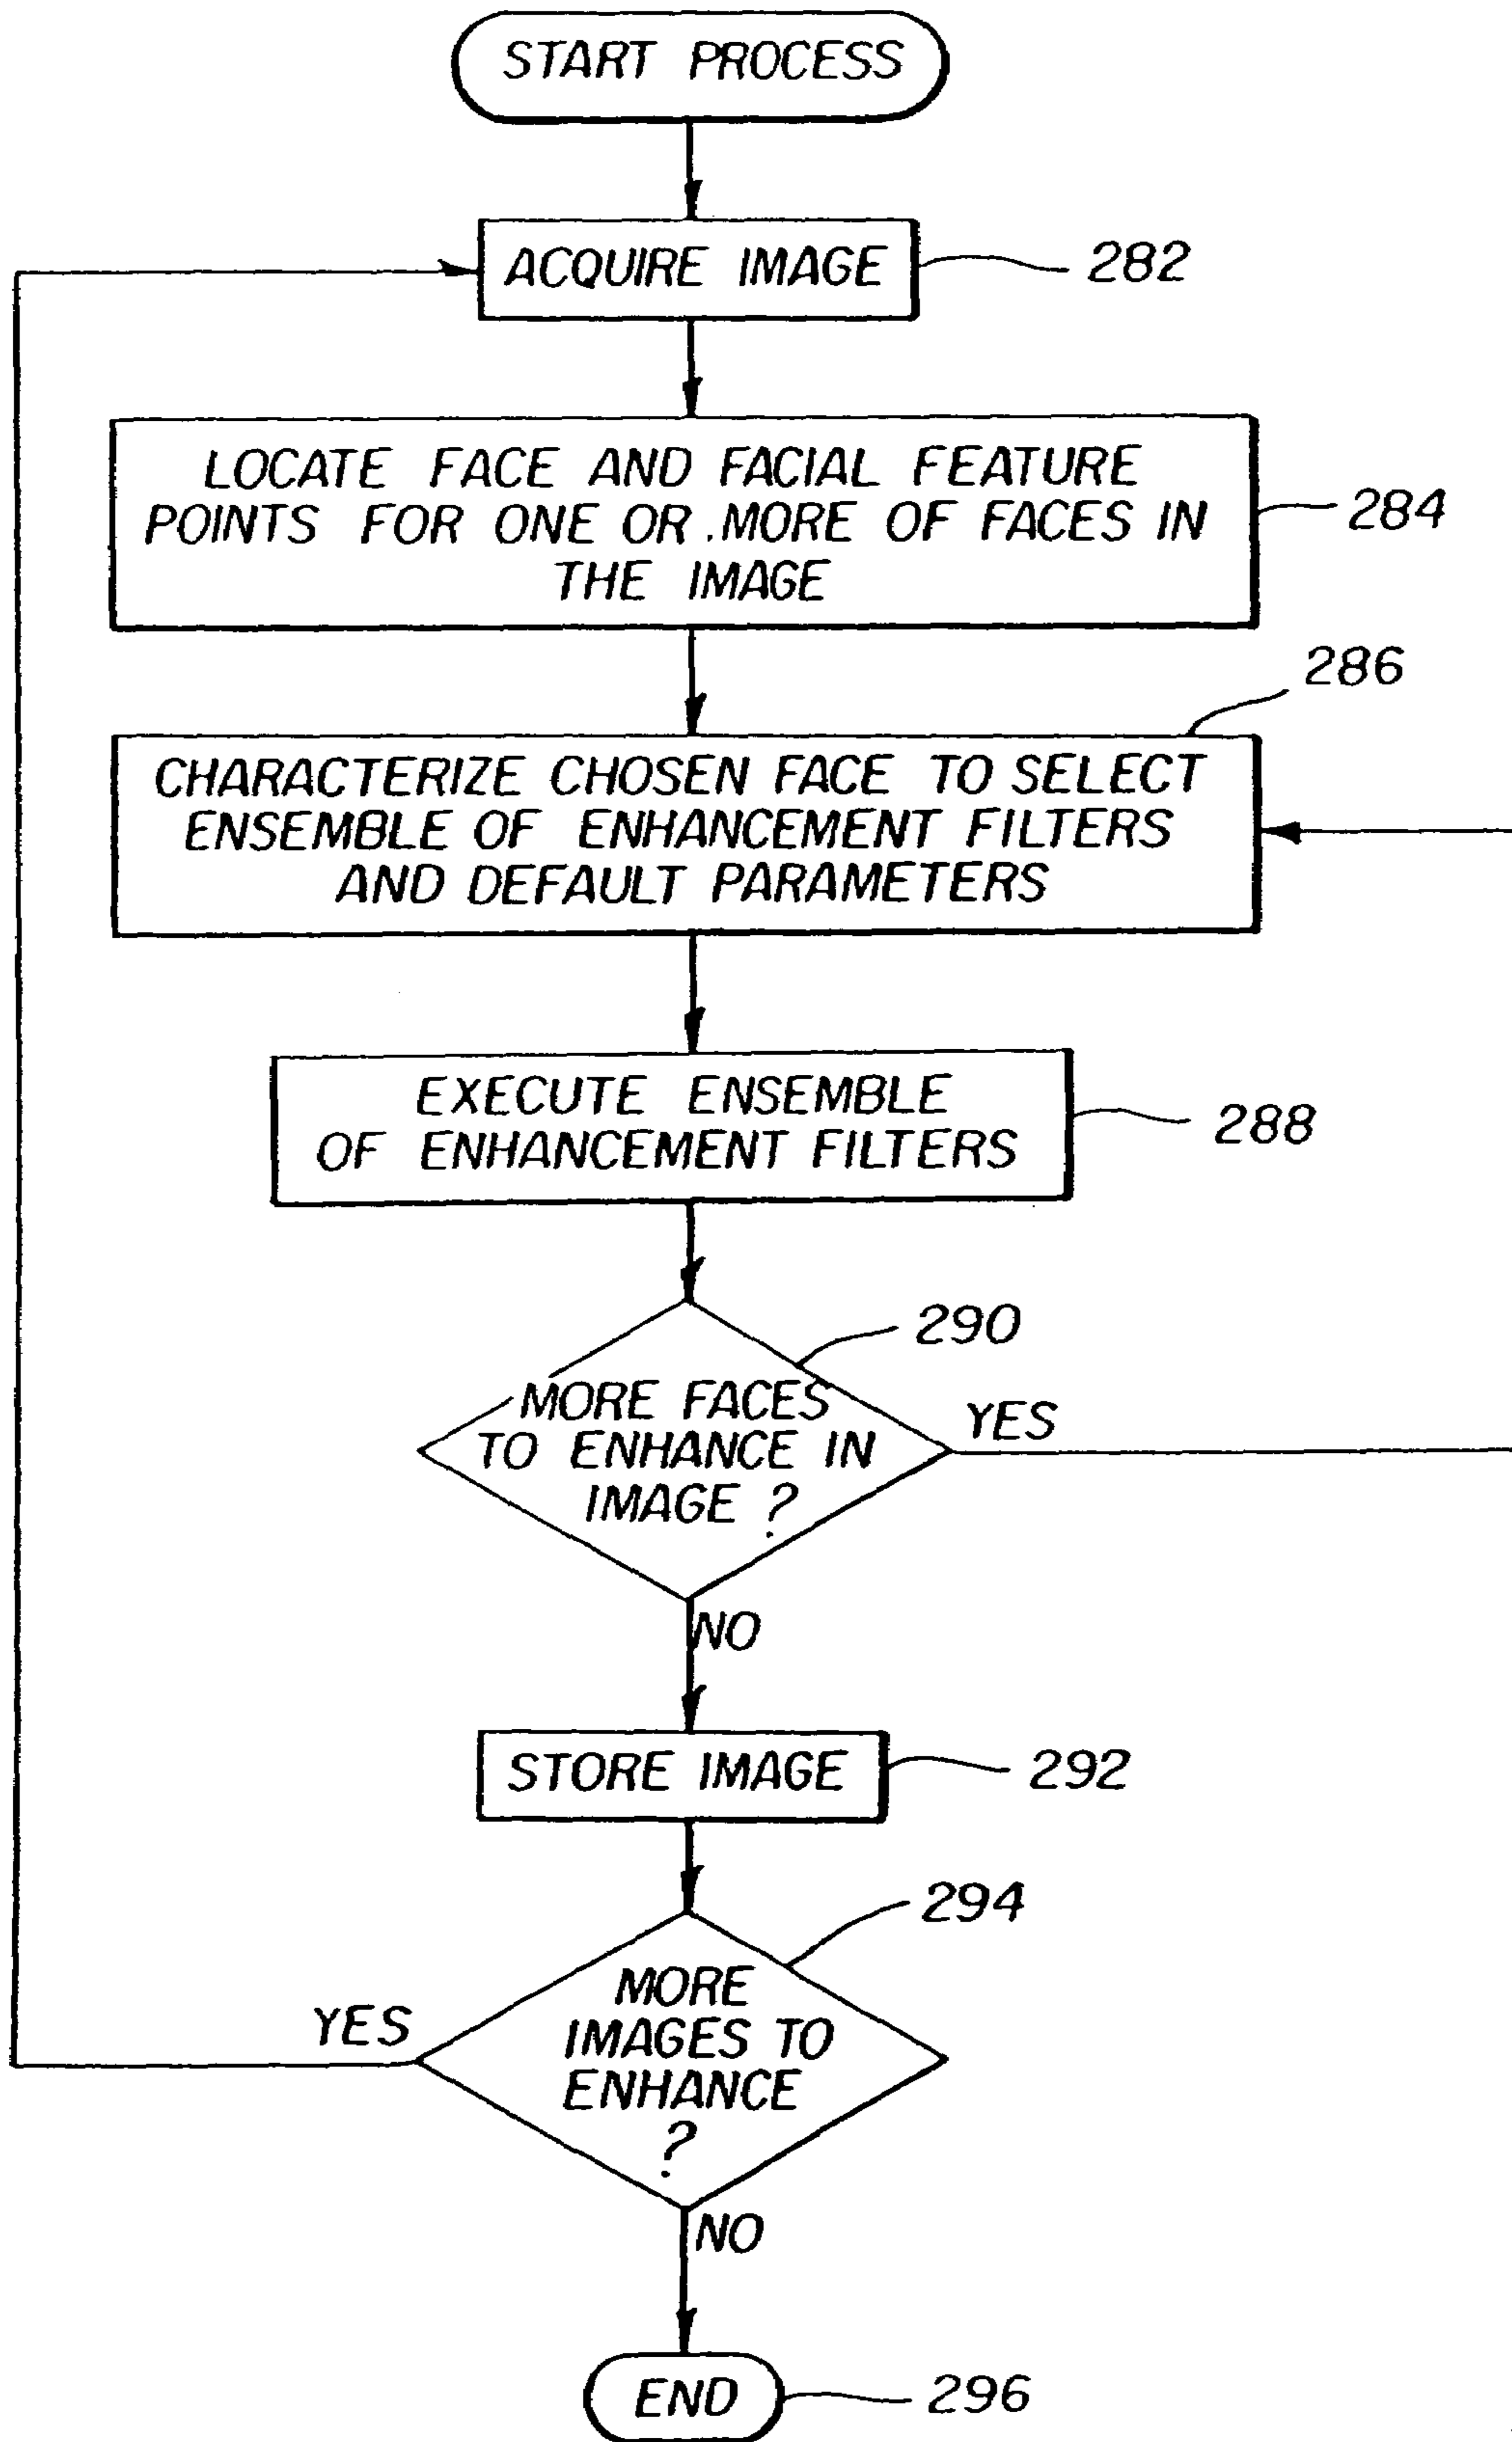 START PROCESS
ACQUIRE IMAGE
282
LOCATE FACE AND FACIAL FEATURE
POINTS FOR ONE OR .MORE OF FACES IN
THE IMAGE
284
286
CHARACTERIZE CHOSEN FACE TO SELECT
ENSEMBLE OF ENHANCEMENT FILTERS
AND DEFAULT PARAMETERS
EXECUTE ENSEMBLE
OF ENHANCEMENT FILTERS
288
290
MORE FACES
TO ENHANCE IN
IMAGE ?
YES
NO
STORE IMAGE
292
294
MORE
IMAGES TO
ENHANCE
?
YES
NO
END
296